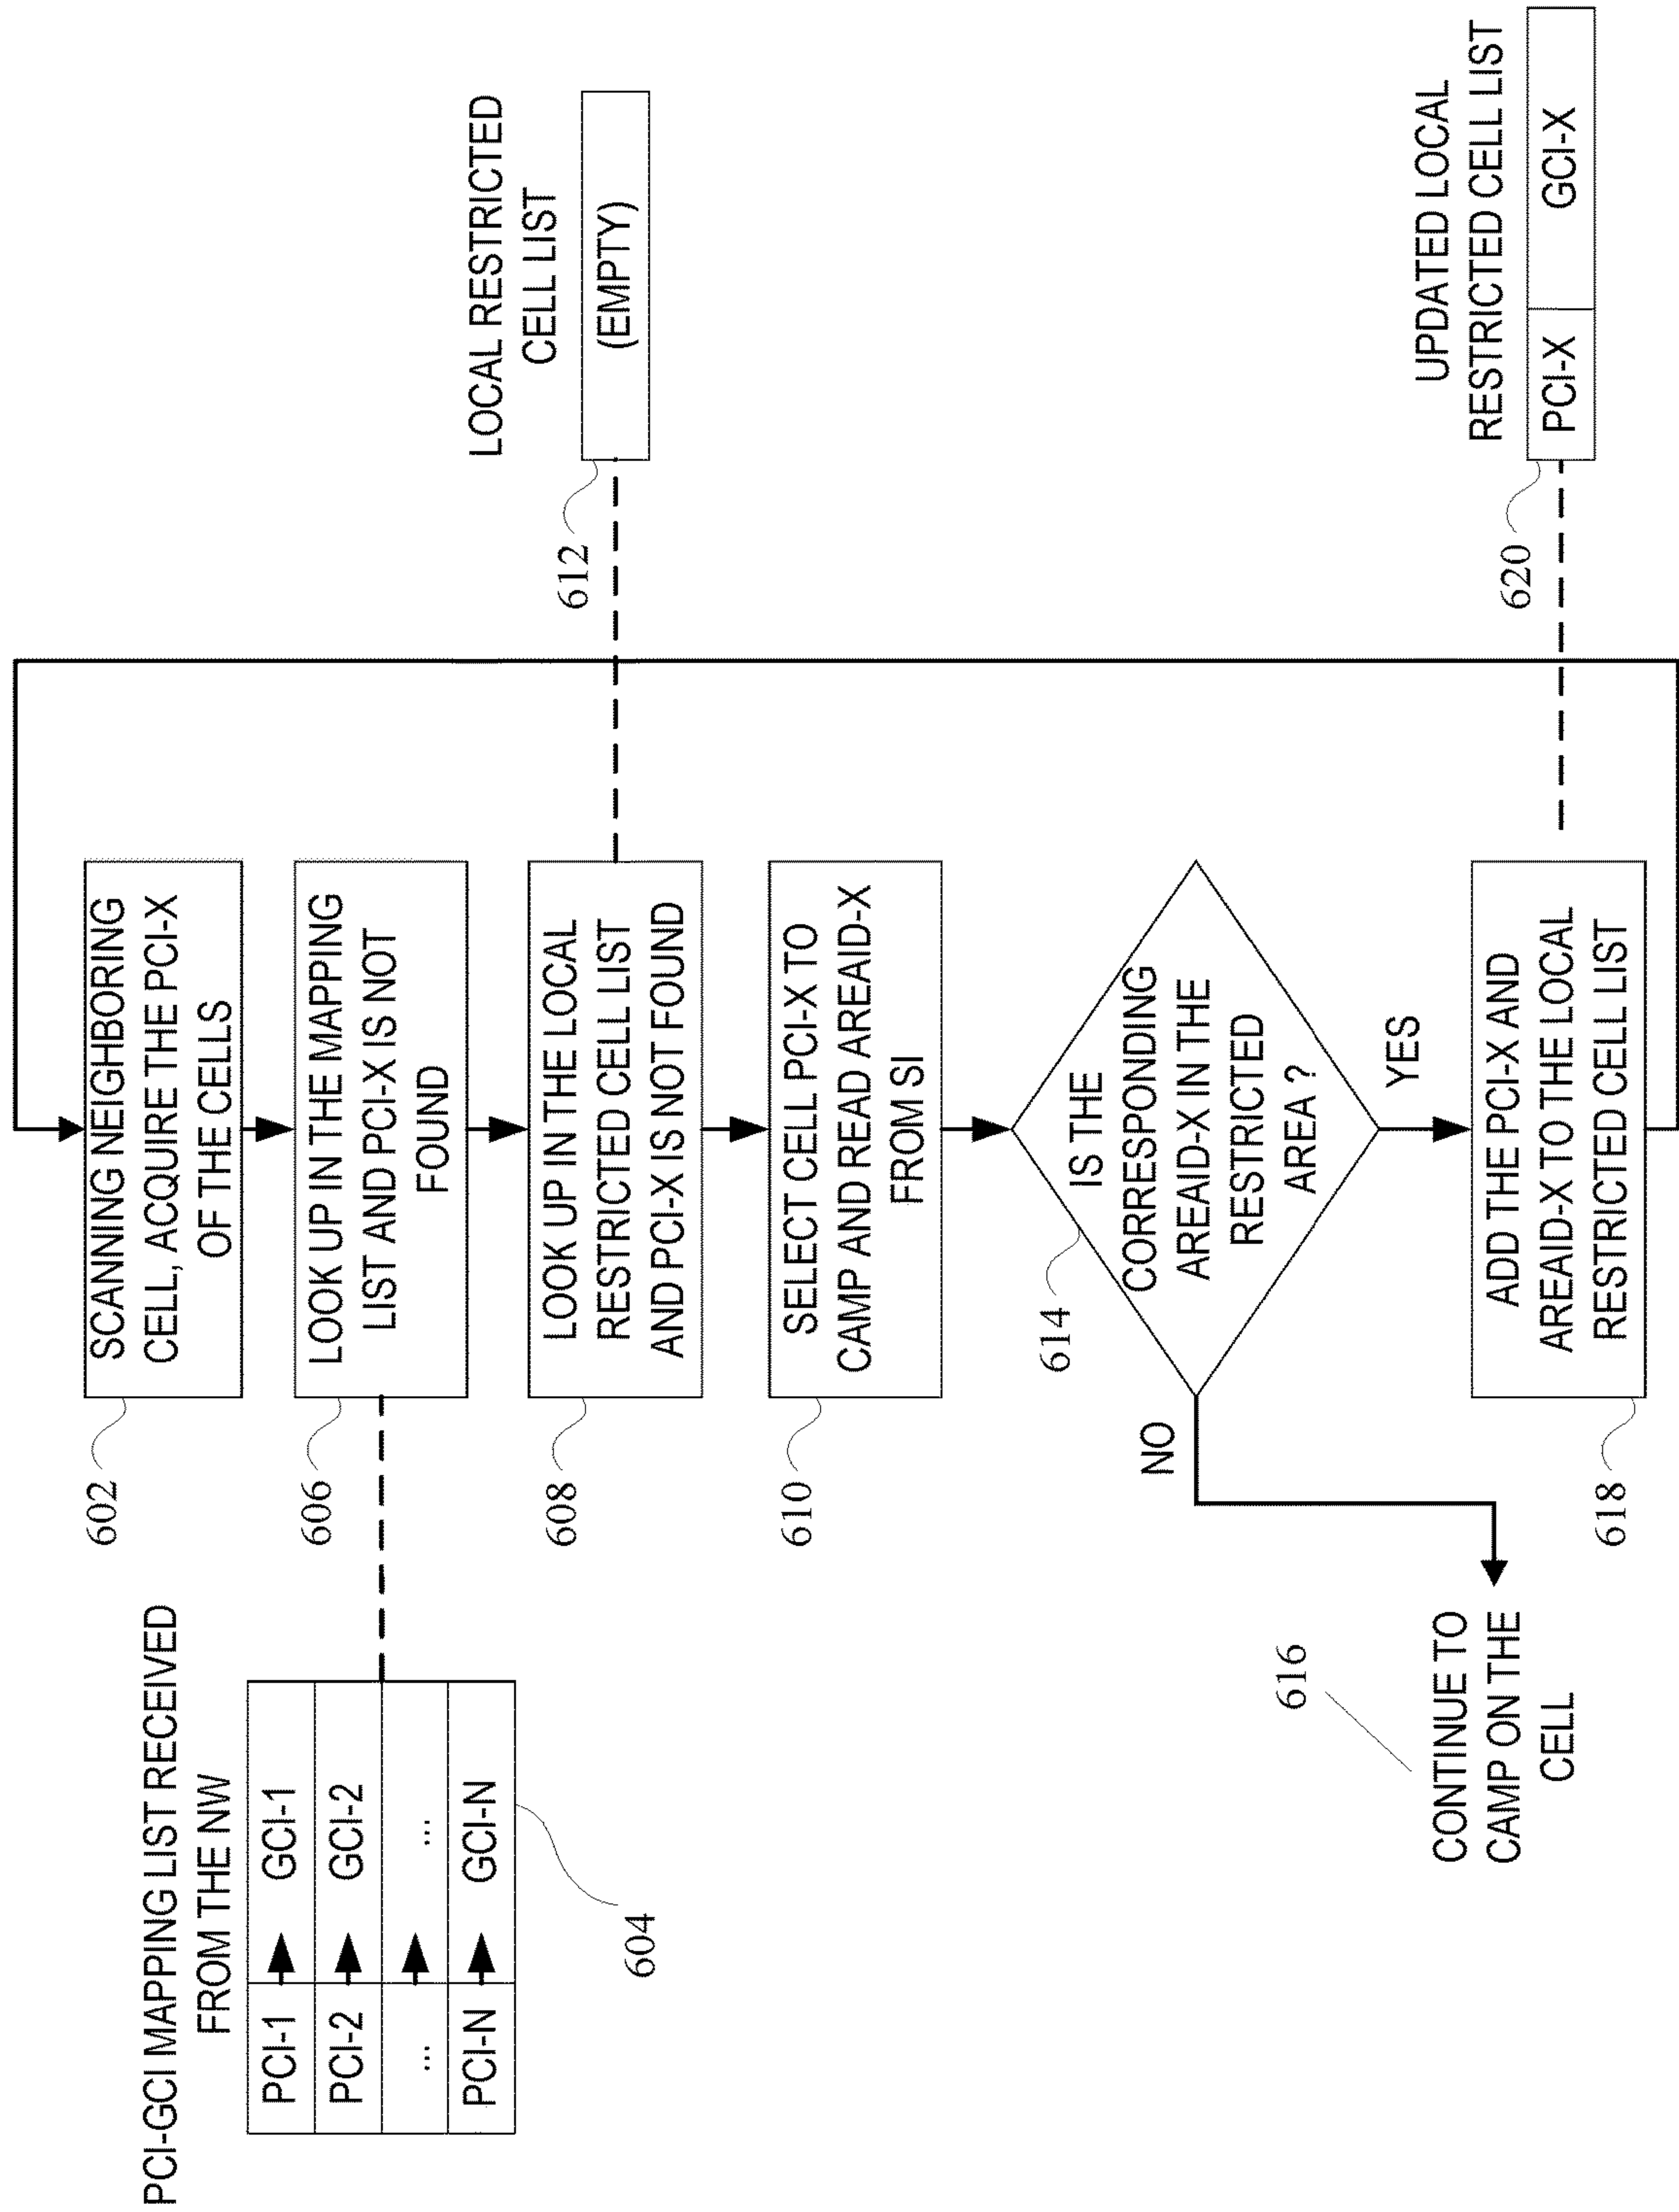 PCI-GCI MAPPING LIST RECEIVED
FROM THE NW
PCI-1 GCI-1
PCI-2 GCI-2
... ...
PCI-N GCI-N
604
602
SCANNING NEIGHBORING
CELL, ACQUIRE THE PCI-X
OF THE CELLS
606
LOOK UP IN THE MAPPING
LIST AND PCI-X IS NOT
FOUND
608
LOOK UP IN THE LOCAL
RESTRICTED CELL LIST
AND PCI-X IS NOT FOUND
LOCAL RESTRICTED
CELL LIST
(EMPTY)
612
610
SELECT CELL PCI-X TO
CAMP AND READ AREAID-X
FROM SI
614
IS THE
CORRESPONDING
AREAID-X IN THE
RESTRICTED
AREA ?
NO
YES
616
CONTINUE TO
CAMP ON THE
CELL
618
ADD THE PCI-X AND
AREAID-X TO THE LOCAL
RESTRICTED CELL LIST
UPDATED LOCAL
RESTRICTED CELL LIST
PCI-X GCI-X
620